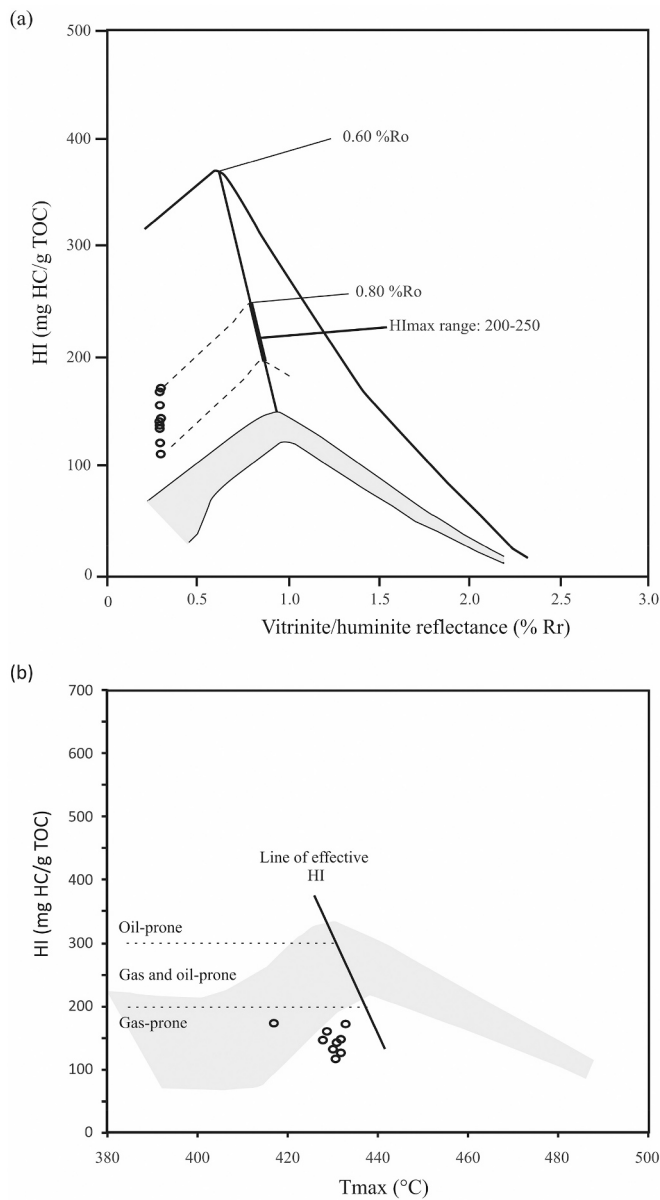 (a)
500
400
300
200
100
0
HI (mg HC/g TOC)
0.60 %Ro
0.80 %Ro
HImax range: 200-250
0
0.5
1.0
1.5
2.0
2.5
3.0
Vitrinite/huminite reflectance (% Rr)
(b)
700
600
500
400
300
200
100
0
HI (mg HC/g TOC)
Line of effective
HI
Oil-prone
Gas and oil-prone
Gas-prone
380
400
420
440
460
480
500
Tmax (°C)